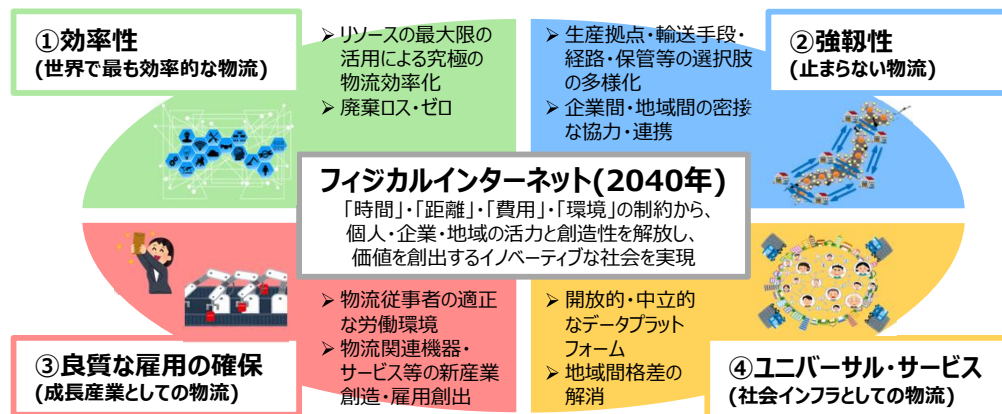 ①効率性
(世界で最も効率的な物流)
➢ リソースの最大限の
活用による究極の
物流効率化
➢ 廃棄ロス・ゼロ
➢ 生産拠点・輸送手段・
経路・保管等の選択肢
の多様化
➢ 企業間・地域間の密接
な協力・連携
②強靭性
(止まらない物流)
フィジカルインターネット(2040年)
「時間」・「距離」・「費用」・「環境」の制約から、
個人・企業・地域の活力と創造性を解放し、
価値を創出するイノベーティブな社会を実現
③良質な雇用の確保
(成長産業としての物流)
➢ 物流従事者の適正
な労働環境
➢ 物流関連機器・
サービス等の新産業
創造・雇用創出
➢ 開放的・中立的
なデータプラット
フォーム
➢ 地域間格差の
解消
④ユニバーサル・サービス
(社会インフラとしての物流)